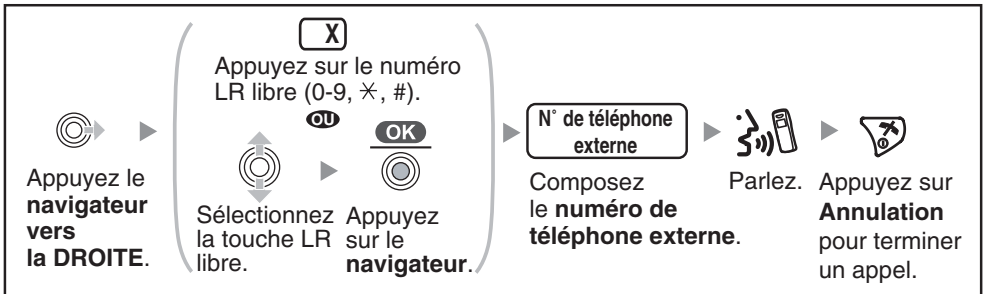 Appuyez le
navigateur
vers
la DROITE.
X
Appuyez sur le numéro
LR libre (0-9, ✕, #).
OU
Sélectionnez
la touche LR
libre.
OK
Appuyez
sur le
navigateur.
N° de téléphone
externe
Composez
le numéro de
téléphone externe.
Parlez.
Appuyez sur
Annulation
pour terminer
un appel.